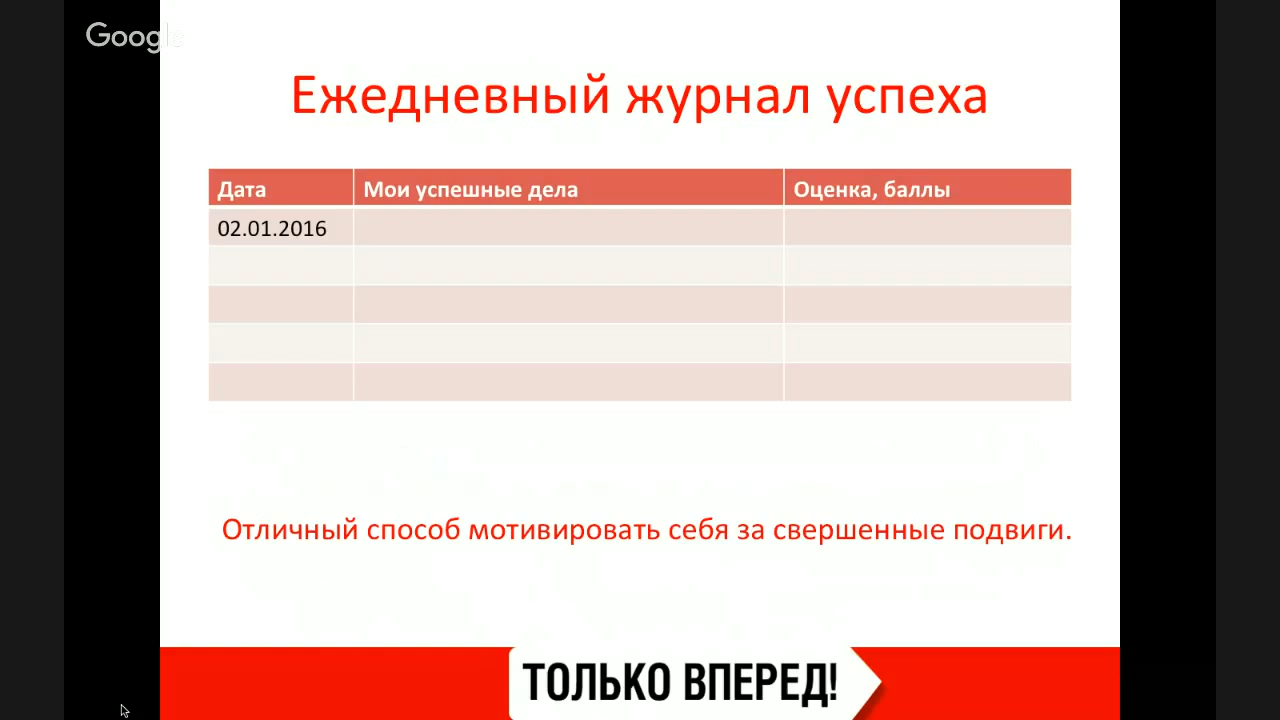 Google
Ежедневный журнал успеха
Дата Мои успешные дела Оценка, баллы
02.01.2016
Отличный способ мотивировать себя за свершенные подвиги.
ТОЛЬКО ВПЕРЕД!